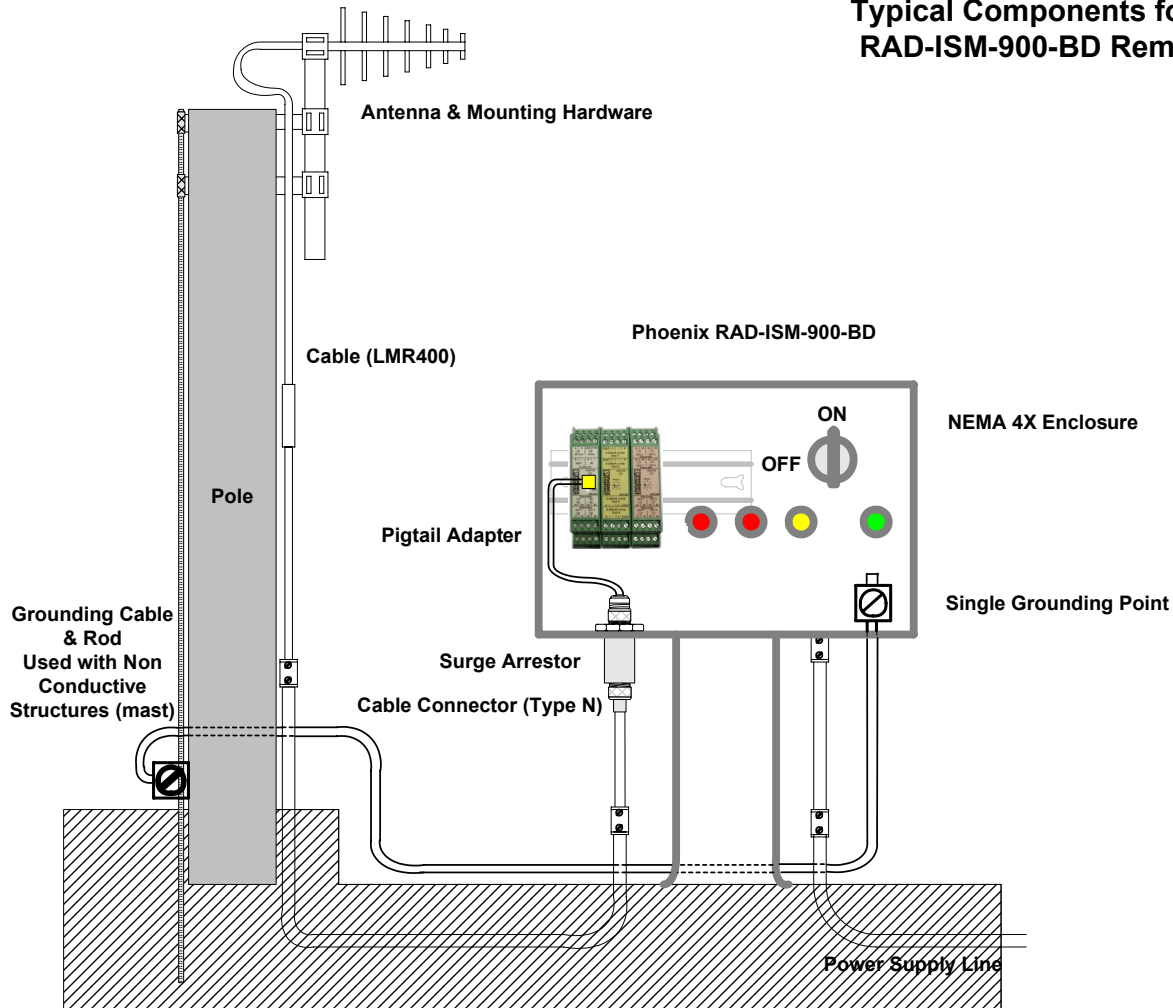 Typical Components fo
RAD-ISM-900-BD Rem
Antenna & Mounting Hardware
Phoenix RAD-ISM-900-BD
Cable (LMR400)
ON
NEMA 4X Enclosure
OFF
Pole
Pigtail Adapter
Single Grounding Point
Grounding Cable
& Rod
Used with Non
Conductive
Structures (mast)
Surge Arrestor
Cable Connector (Type N)
Power Supply Line